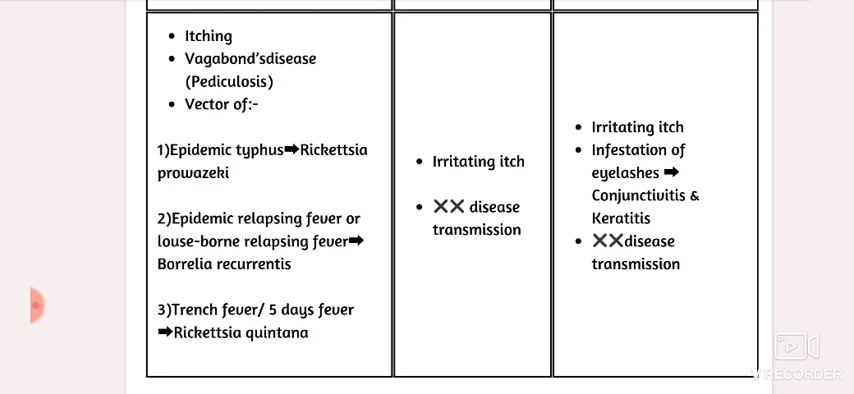 • Itching
• Vagabond'sdisease
(Pediculosis)
• Vector of:-
1)Epidemic typhus➡Rickettsia
prowazeki
2)Epidemic relapsing fever or
louse-borne relapsing fever➡
Borrelia recurrentis
3)Trench fever/ 5 days fever
➡Rickettsia quintana
• Irritating itch
• ❌❌ disease
transmission
• Irritating itch
• Infestation of
eyelashes ➡
Conjunctivitis &
Keratitis
• ❌❌disease
transmission
V RECORDER